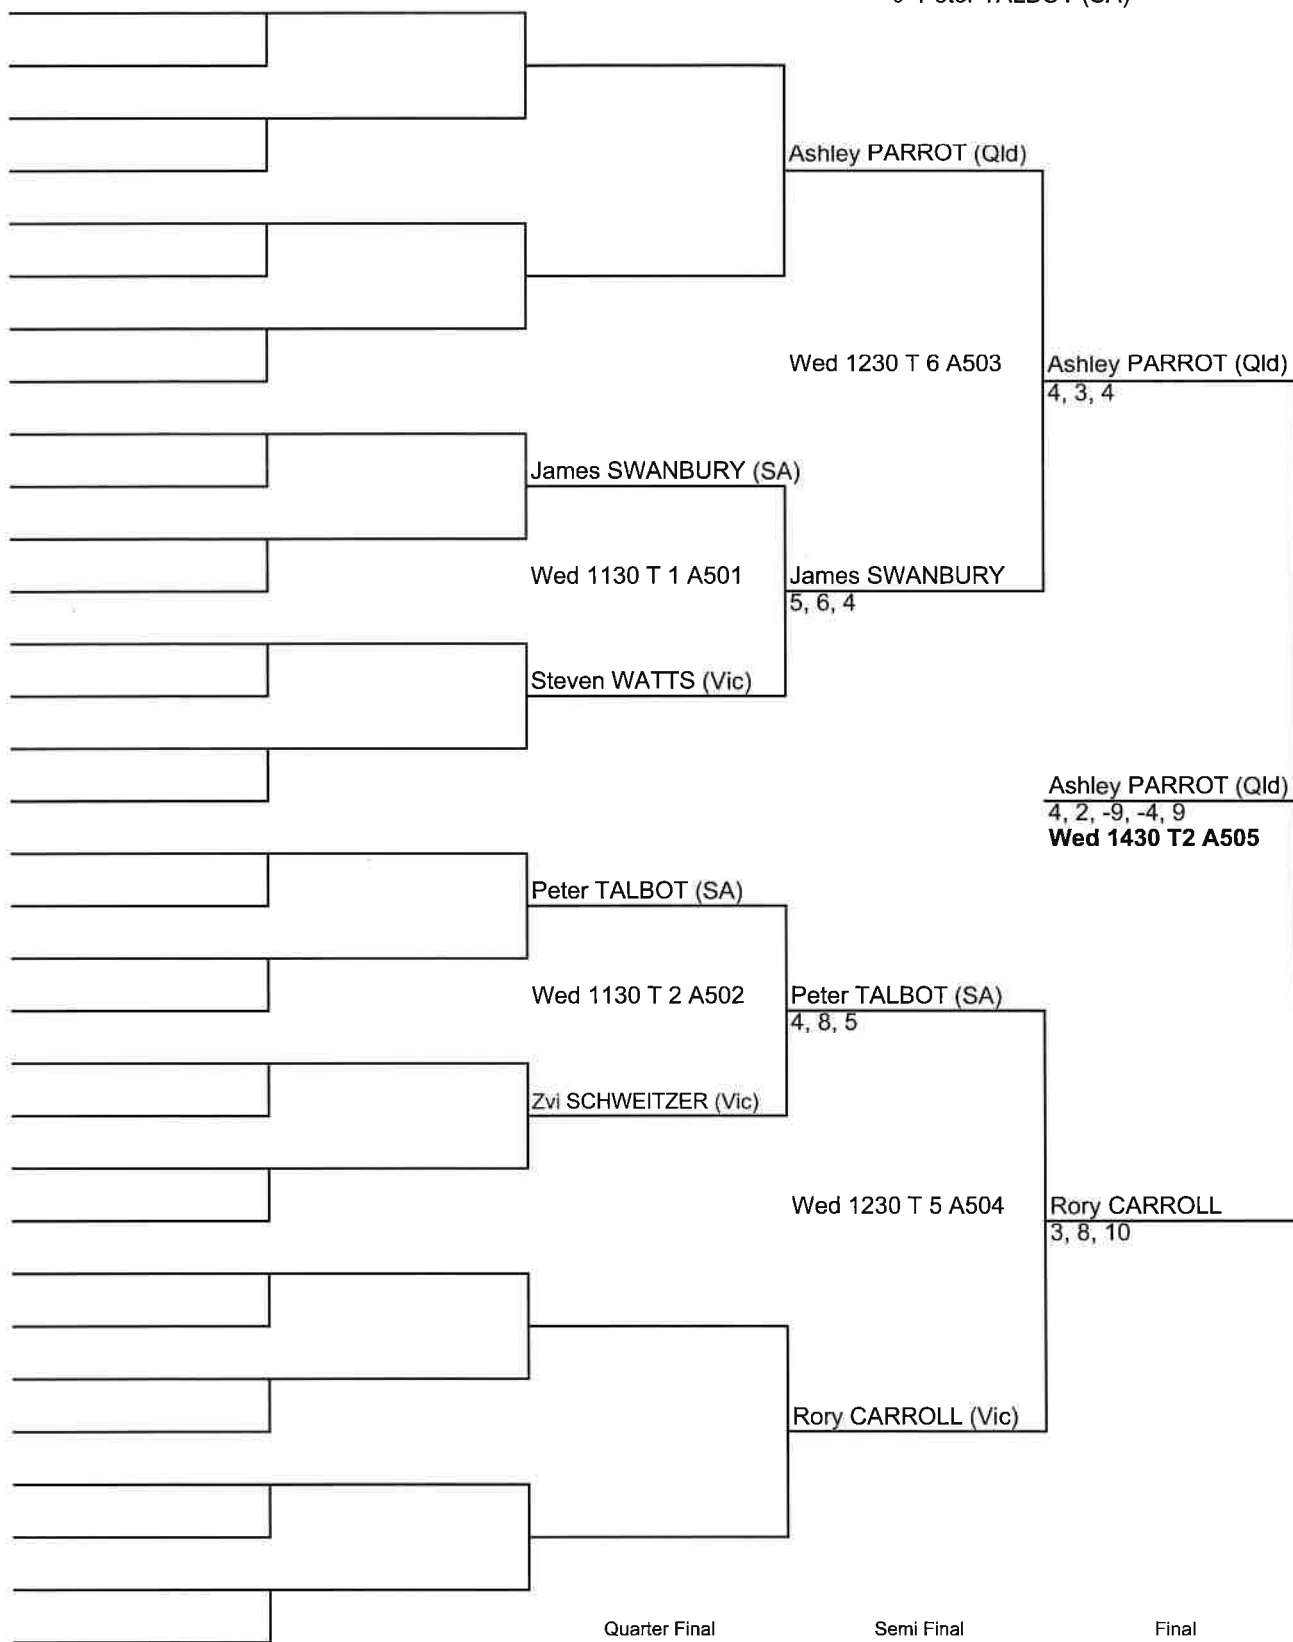 Peter TALBOT (SA)
Ashley PARROT (Qld)
Wed 1230 T 6 A503
Ashley PARROT (Qld)
4, 3, 4
James SWANBURY (SA)
Wed 1130 T 1 A501
James SWANBURY
5, 6, 4
Steven WATTS (Vic)
Ashley PARROT (Qld)
4, 2, -9, -4, 9
Wed 1430 T2 A505
Peter TALBOT (SA)
Wed 1130 T 2 A502
Peter TALBOT (SA)
4, 8, 5
Zvi SCHWEITZER (Vic)
Wed 1230 T 5 A504
Rory CARROLL
3, 8, 10
Rory CARROLL (Vic)
Quarter Final
Semi Final
Final